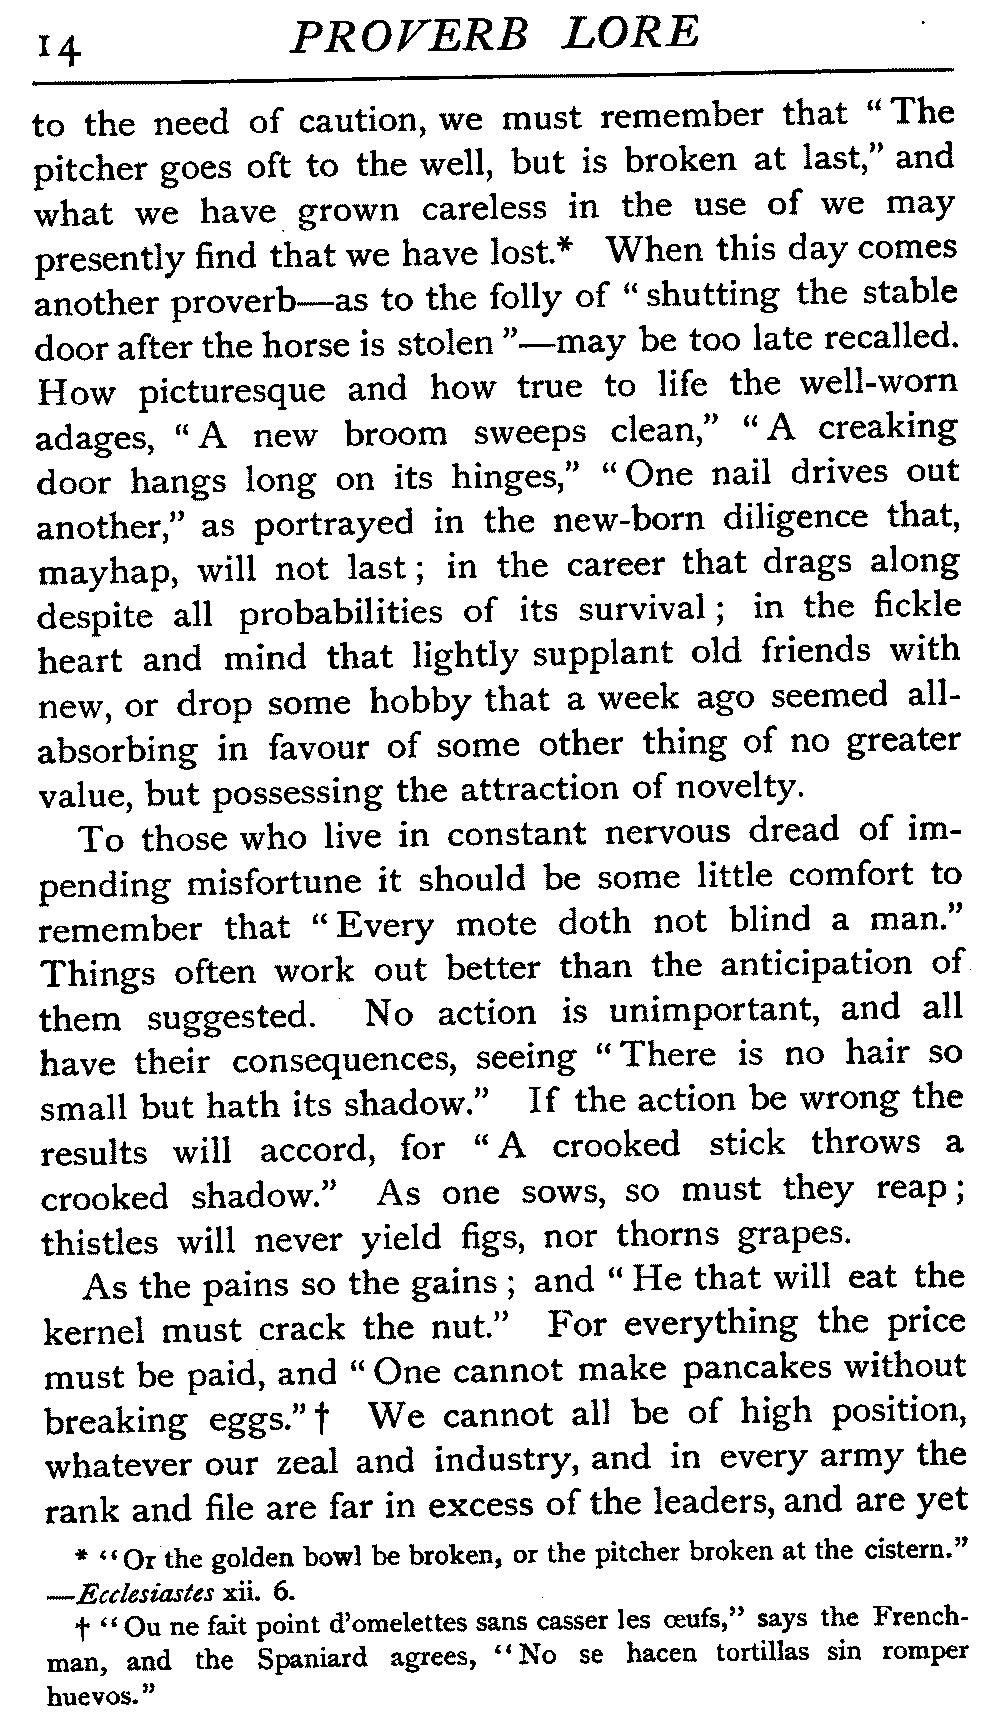 14 PROVERB LORE
to the need of caution, we must remember that “The
pitcher goes oft to the well, but is broken at last,” and
what we have grown careless in the use of we may
presently find that we have lost.* When this day comes
another proverb—as to the folly of “shutting the stable
door after the horse is stolen”—may be too late recalled.
How picturesque and how true to life the well-worn
adages, “A new broom sweeps clean,” “A creaking
door hangs long on its hinges,” “One nail drives out
another,” as portrayed in the new-born diligence that,
mayhap, will not last; in the career that drags along
despite all probabilities of its survival; in the fickle
heart and mind that lightly supplant old friends with
new, or drop some hobby that a week ago seemed all-
absorbing in favour of some other thing of no greater
value, but possessing the attraction of novelty.
To those who live in constant nervous dread of im-
pending misfortune it should be some little comfort to
remember that “Every mote doth not blind a man.”
Things often work out better than the anticipation of
them suggested. No action is unimportant, and all
have their consequences, seeing “There is no hair so
small but hath its shadow.” If the action be wrong the
results will accord, for “A crooked stick throws a
crooked shadow.” As one sows, so must they reap;
thistles will never yield figs, nor thorns grapes.
As the pains so the gains; and “He that will eat the
kernel must crack the nut.” For everything the price
must be paid, and “One cannot make pancakes without
breaking eggs.”† We cannot all be of high position,
whatever our zeal and industry, and in every army the
rank and file are far in excess of the leaders, and are yet
* “Or the golden bowl be broken, or the pitcher broken at the cistern.”
—Ecclesiastes xii. 6.
† “Ou ne fait point d’omelettes sans casser les œufs,” says the French-
man, and the Spaniard agrees, “No se hacen tortillas sin romper
huevos.”